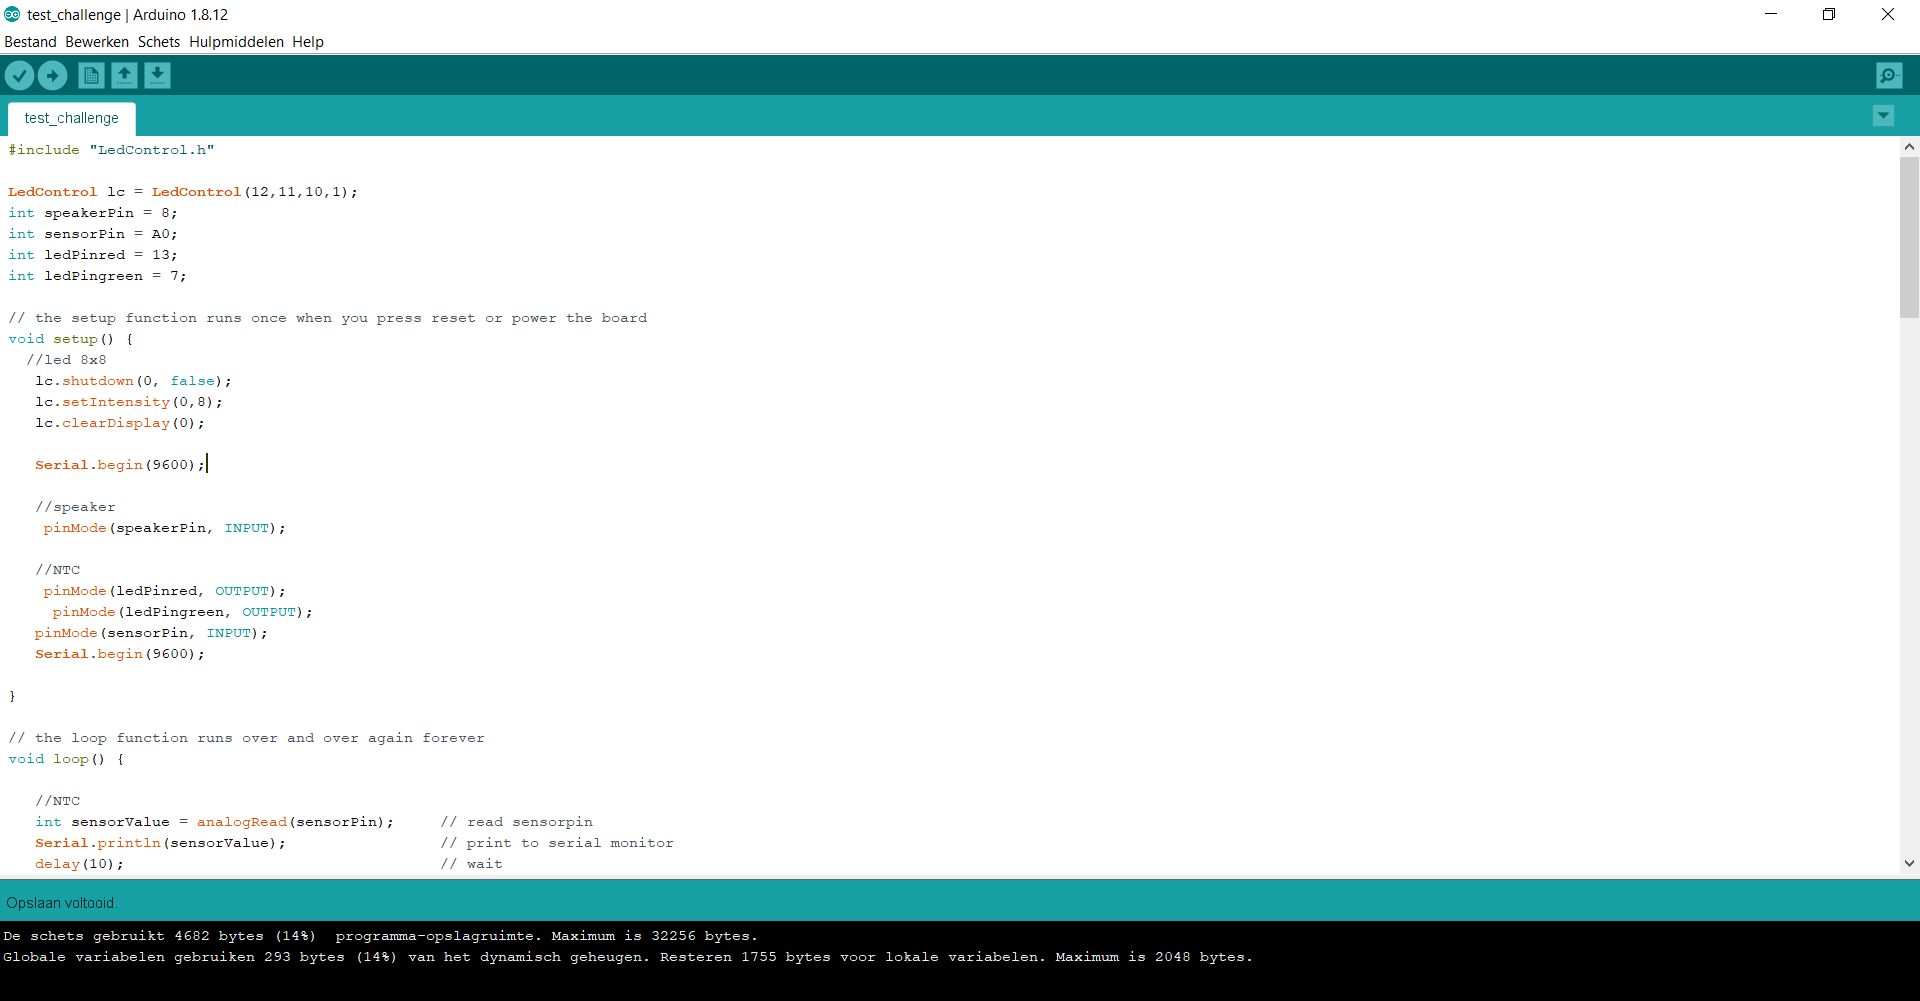 test_challenge | Arduino 1.8.12
Bestand Bewerken Schets Hulpmiddelen Help
test_challenge
#include "LedControl.h"
LedControl lc = LedControl(12,11,10,1);
int speakerPin = 8;
int sensorPin = A0;
int ledPinred = 13;
int ledPingreen = 7;
// the setup function runs once when you press reset or power the board
void setup() {
//led 8x8
lc.shutdown(0, false);
lc.setIntensity(0,8);
lc.clearDisplay(0);
Serial.begin(9600);
//speaker
pinMode(speakerPin, INPUT);
//NTC
pinMode(ledPinred, OUTPUT);
pinMode(ledPingreen, OUTPUT);
pinMode(sensorPin, INPUT);
Serial.begin(9600);
}
// the loop function runs over and over again forever
void loop() {
//NTC
int sensorValue = analogRead(sensorPin); // read sensorpin
Serial.println(sensorValue); // print to serial monitor
delay(10); // wait
Opslaan voltooid.
De schets gebruikt 4682 bytes (14%) programma-opslagruimte. Maximum is 32256 bytes.
Globale variabelen gebruiken 293 bytes (14%) van het dynamisch geheugen. Resteren 1755 bytes voor lokale variabelen. Maximum is 2048 bytes.